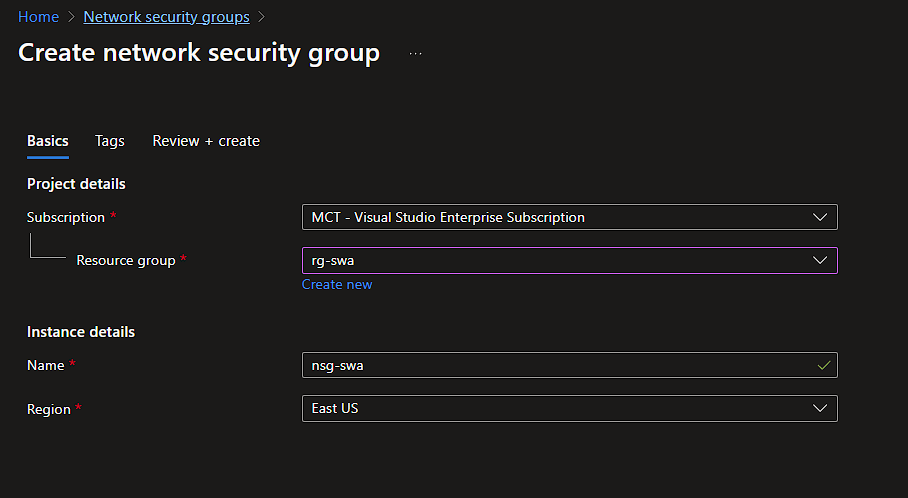 Home > Network security groups >
Create network security group ...
Basics Tags Review + create
Project details
Subscription * MCT - Visual Studio Enterprise Subscription
Resource group * rg-swa
Create new
Instance details
Name * nsg-swa
Region * East US